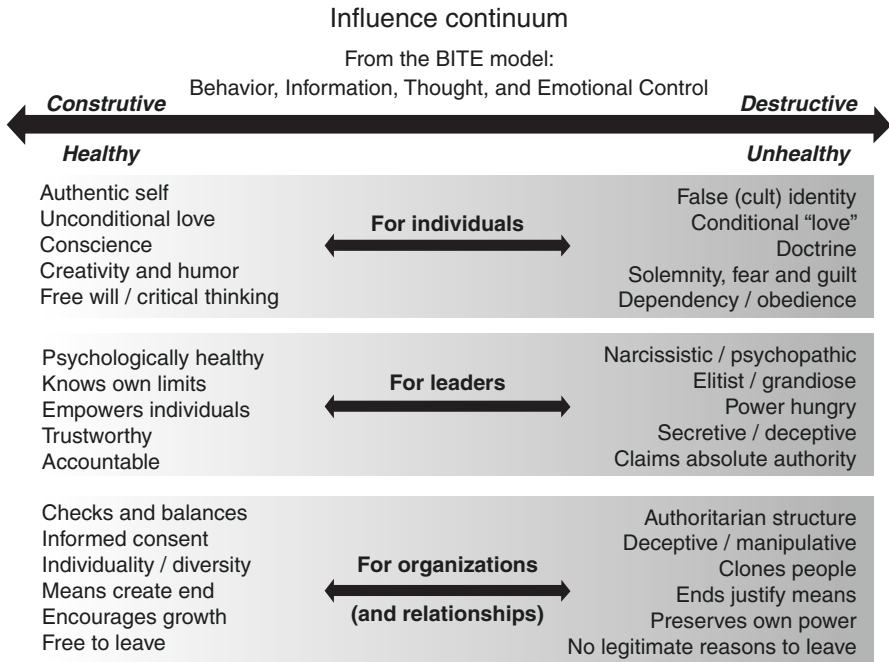 Influence continuum
From the BITE model:
Behavior, Information, Thought, and Emotional Control
Construtive
Destructive
Healthy
Unhealthy
Authentic self
Unconditional love
Conscience
Creativity and humor
Free will / critical thinking
For individuals
False (cult) identity
Conditional “love”
Doctrine
Solemnity, fear and guilt
Dependency / obedience
Psychologically healthy
Knows own limits
Empowers individuals
Trustworthy
Accountable
For leaders
Narcissistic / psychopathic
Elitist / grandiose
Power hungry
Secretive / deceptive
Claims absolute authority
Checks and balances
Informed consent
Individuality / diversity
Means create end
Encourages growth
Free to leave
For organizations
(and relationships)
Authoritarian structure
Deceptive / manipulative
Clones people
Ends justify means
Preserves own power
No legitimate reasons to leave